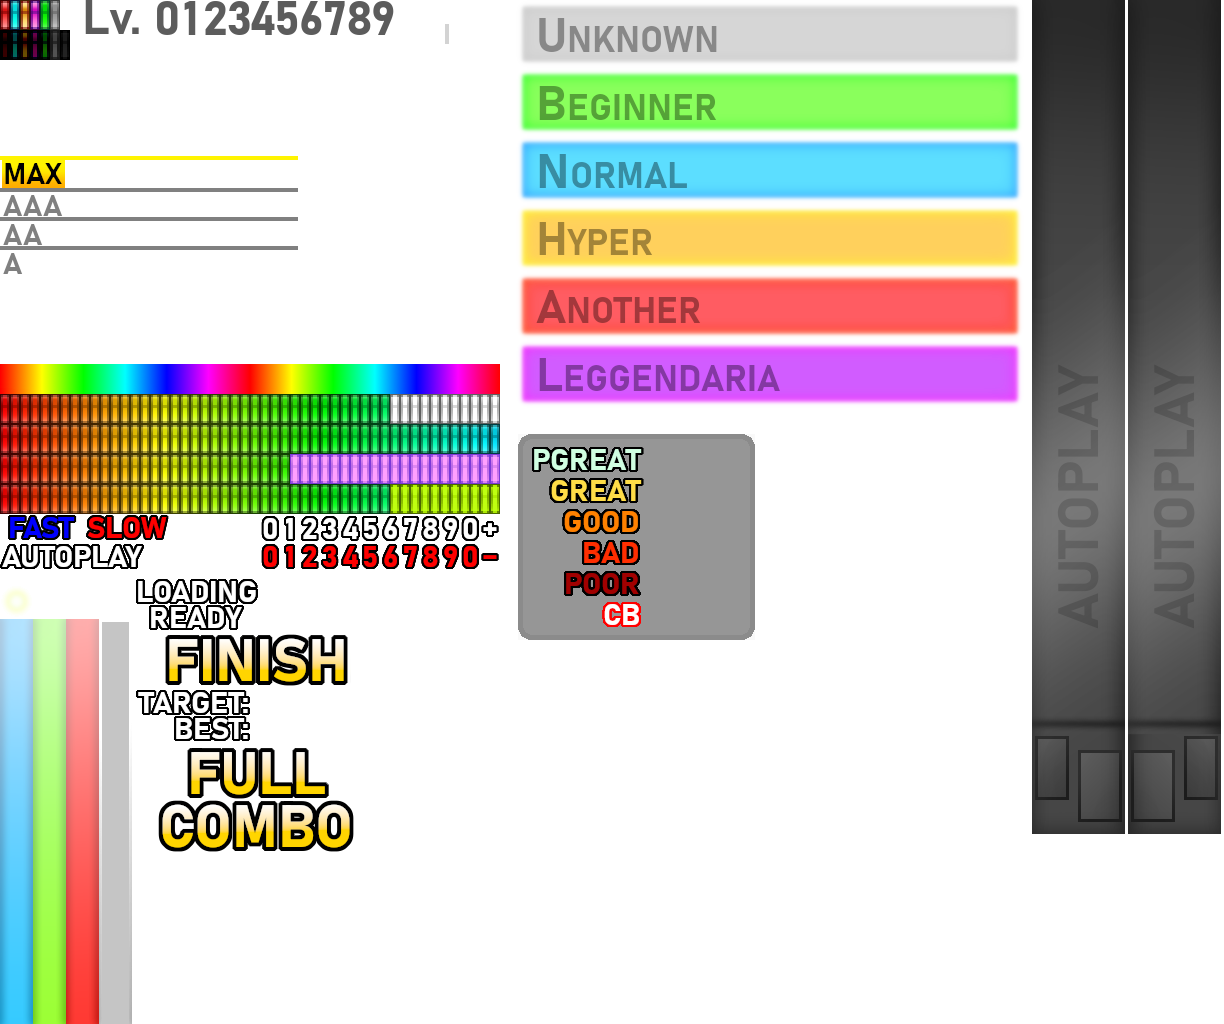 Lv. 0123456789
MAX
AAA
AA
A
FAST SLOW
01234567890+
AUTOPLAY
01234567890-
LOADING
READY
FINISH
TARGET:
BEST:
FULL
COMBO
UNKNOWN
BEGINNER
NORMAL
HYPER
ANOTHER
LEGGENDARIA
PGREAT
GREAT
GOOD
BAD
POOR
CB
AUTOPLAY
AUTOPLAY